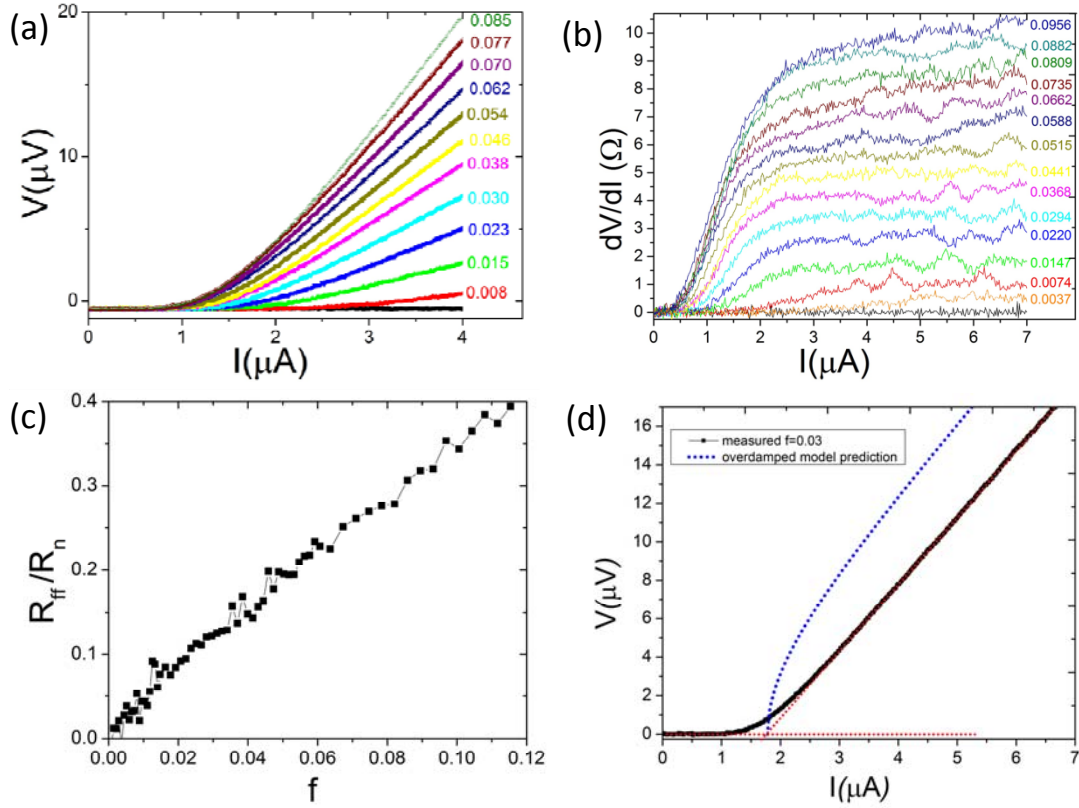 (a)
20
10
0
V(μV)
0 1 2 3 4
I(μA)
0.085
0.077
0.070
0.062
0.054
0.046
0.038
0.030
0.023
0.015
0.008
(b)
10
9
8
7
6
5
4
3
2
1
0
dV/dI (Ω)
0 1 2 3 4 5 6 7
I(μA)
0.0956
0.0882
0.0809
0.0735
0.0662
0.0588
0.0515
0.0441
0.0368
0.0294
0.0220
0.0147
0.0074
0.0037
(c)
0.4
0.3
0.2
0.1
0.0
R_ff/R_n
0.00 0.02 0.04 0.06 0.08 0.10 0.12
f
(d)
measured f=0.03
overdamped model prediction
16
14
12
10
8
6
4
2
0
V(μV)
0 1 2 3 4 5 6 7
I(μA)